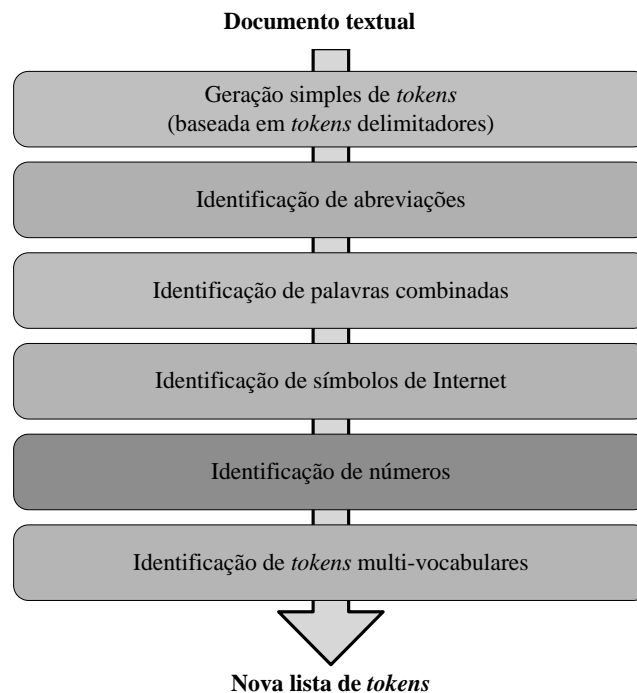 Documento textual
Geração simples de tokens
(baseada em tokens delimitadores)
Identificação de abreviações
Identificação de palavras combinadas
Identificação de símbolos de Internet
Identificação de números
Identificação de tokens multi-vocabulares
Nova lista de tokens